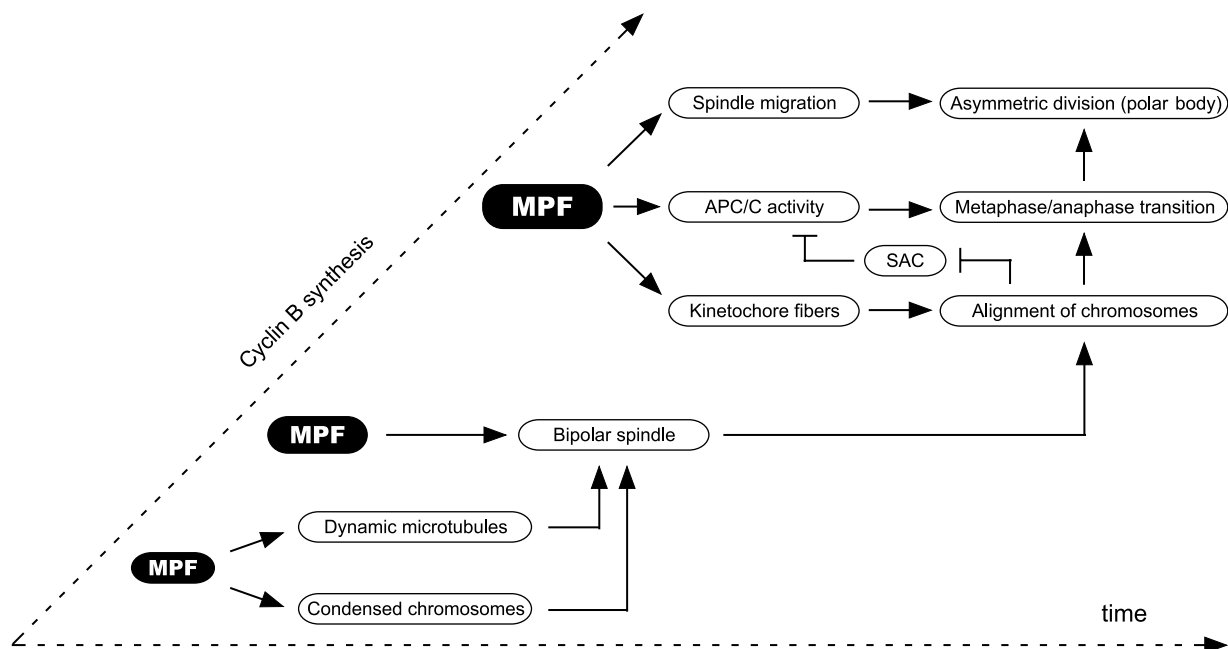 Spindle migration
Asymmetric division (polar body)
MPF
APC/C activity
Metaphase/anaphase transition
SAC
Cyclin B synthesis
Kinetochore fibers
Alignment of chromosomes
MPF
Bipolar spindle
Dynamic microtubules
MPF
Condensed chromosomes
time